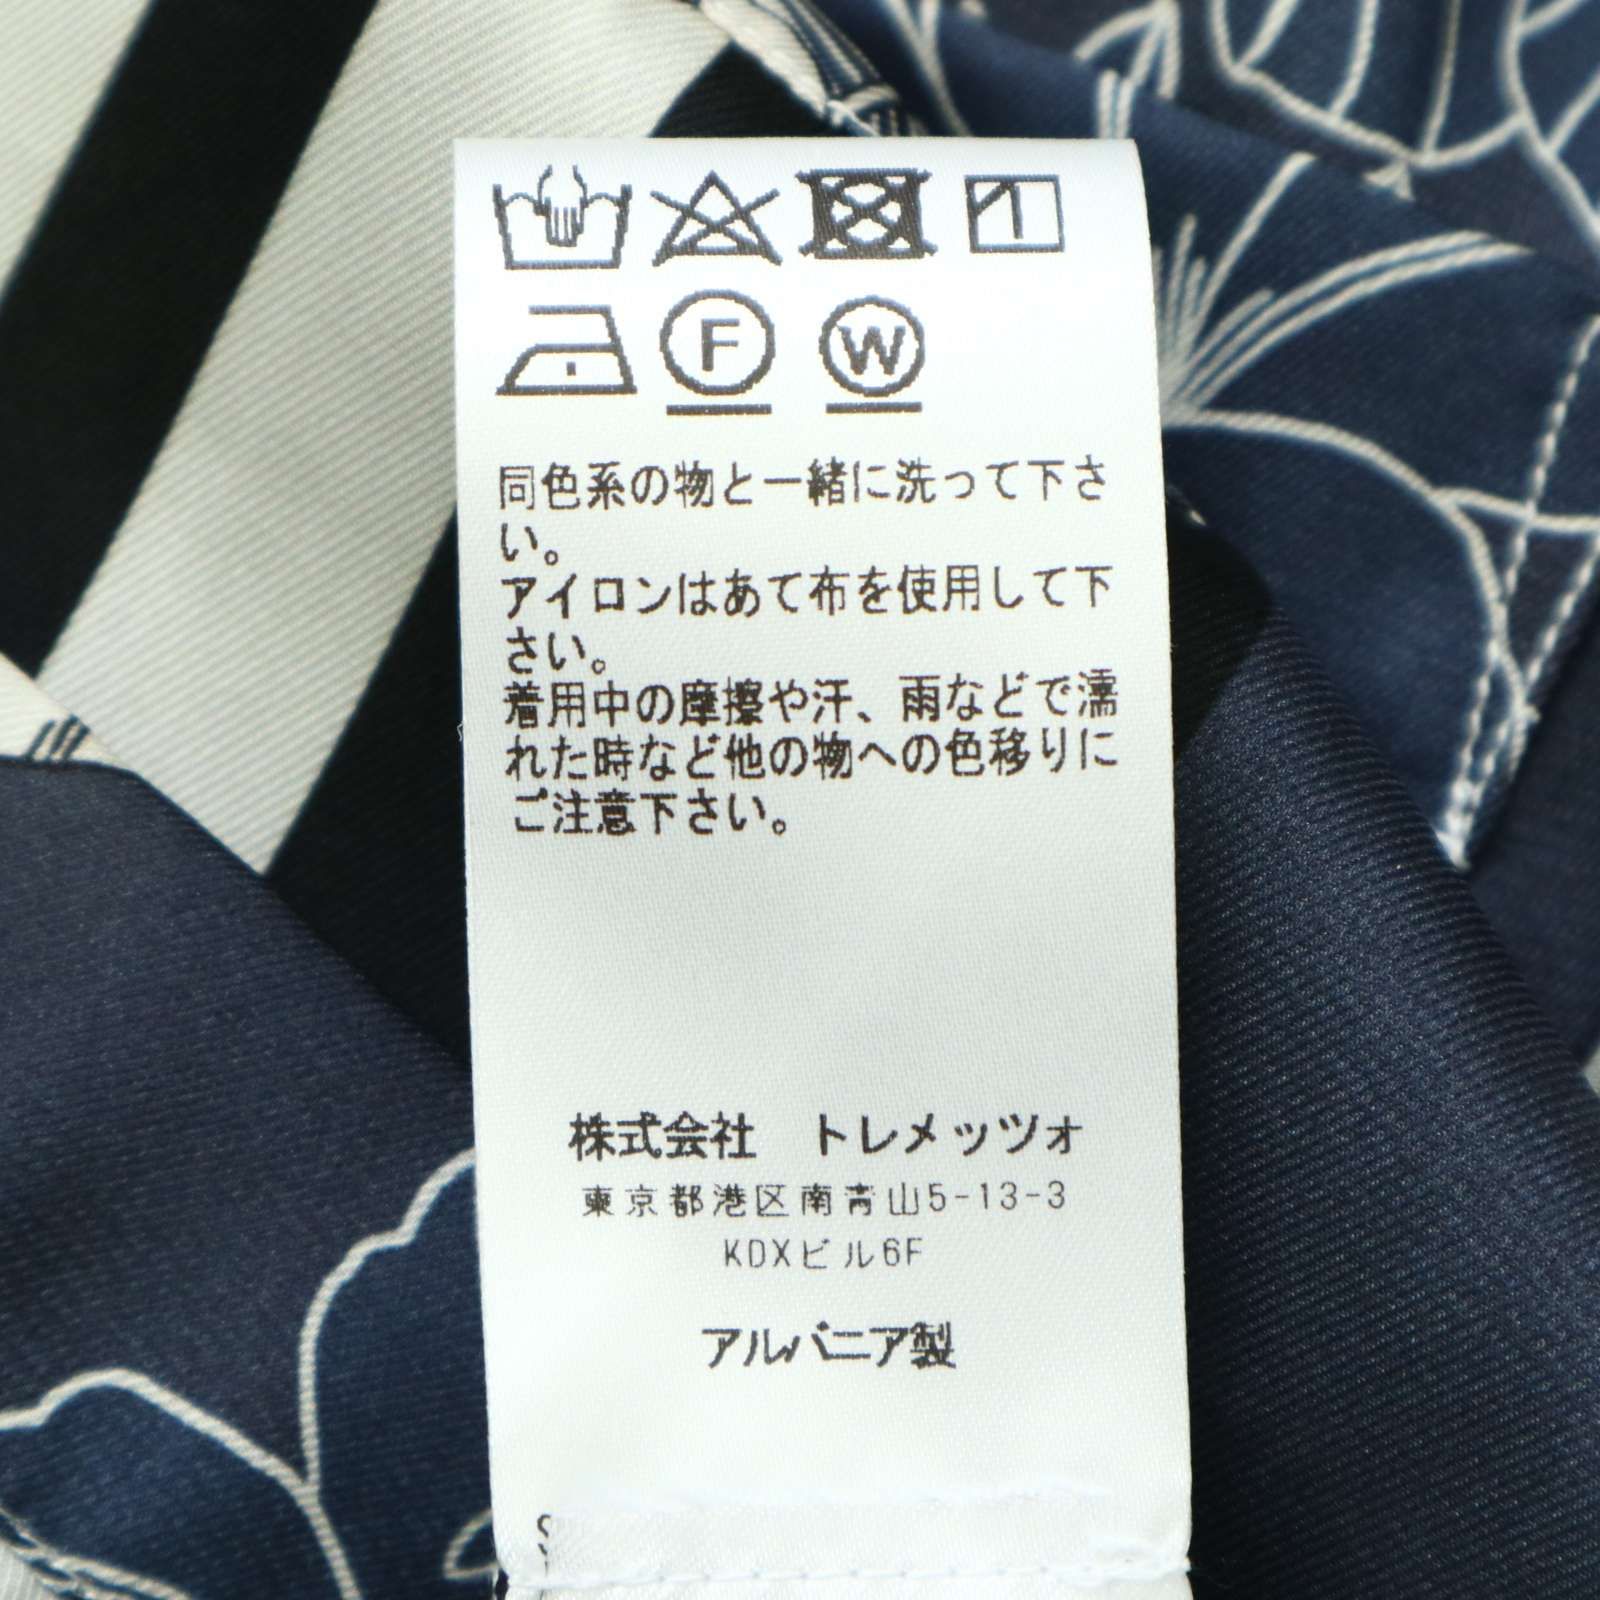 F W
同色系の物と一緒に洗って下さ
い。
アイロンはあて布を使用して下
さい。
着用中の摩擦や汗、雨などで濡
れた時など他の物への色移りに
ご注意下さい。
株式会社 トレメッツォ
東京都港区南青山5-13-3
KDXビル6F
アルバニア製